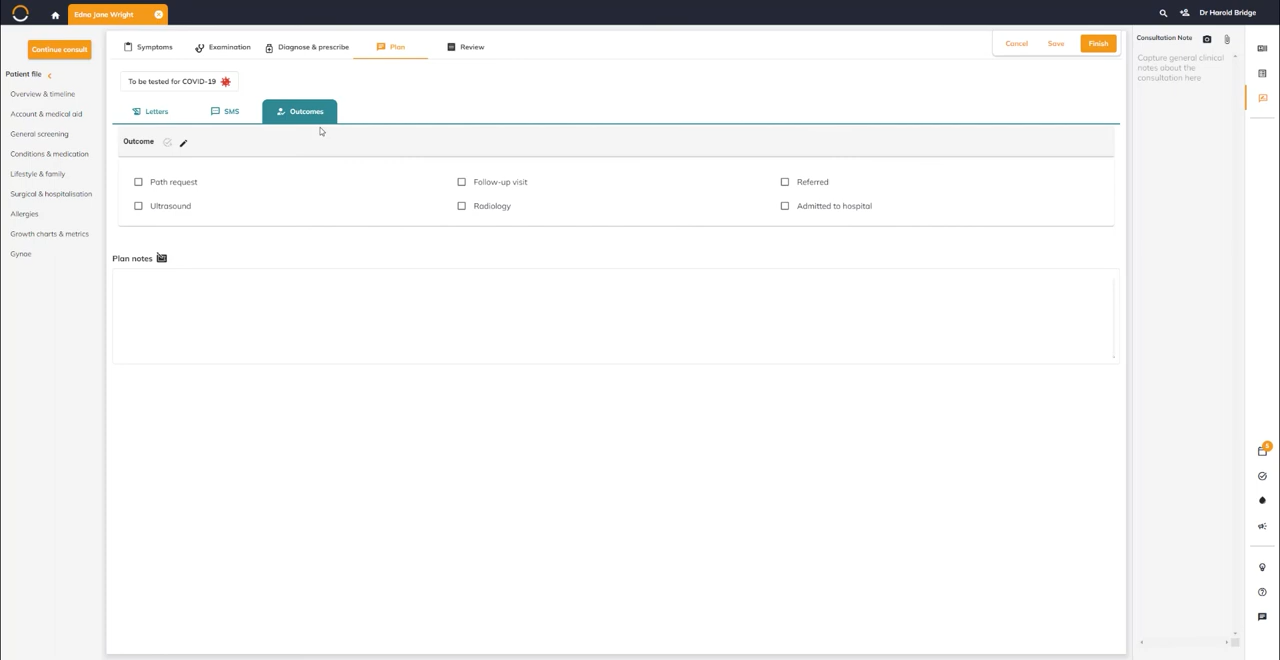 Edna Jane Wright
Dr Harold Bridge
Continue consult
Patient file
Overview & timeline
Account & medical aid
General screening
Conditions & medication
Lifestyle & family
Surgical & hospitalisation
Allergies
Growth charts & metrics
Gynae
Symptoms
Examination
Diagnose & prescribe
Plan
Review
Cancel
Save
Finish
To be tested for COVID-19
Letters
SMS
Outcomes
Outcome
Path request
Follow-up visit
Referred
Ultrasound
Radiology
Admitted to hospital
Plan notes
Consultation Note
Capture general clinical
notes about the
consultation here